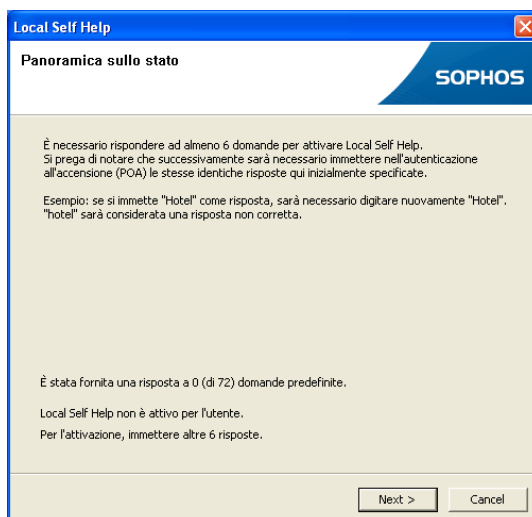 Local Self Help
Panoramica sullo stato
SOPHOS
È necessario rispondere ad almeno 6 domande per attivare Local Self Help.
Si prega di notare che successivamente sarà necessario immettere nell'autenticazione
all'accensione (POA) le stesse identiche risposte qui inizialmente specificate.
Esempio: se si immette "Hotel" come risposta, sarà necessario digitare nuovamente "Hotel".
"hotel" sarà considerata una risposta non corretta.
È stata fornita una risposta a 0 (di 72) domande predefinite.
Local Self Help non è attivo per l'utente.
Per l'attivazione, immettere altre 6 risposte.
Next > Cancel